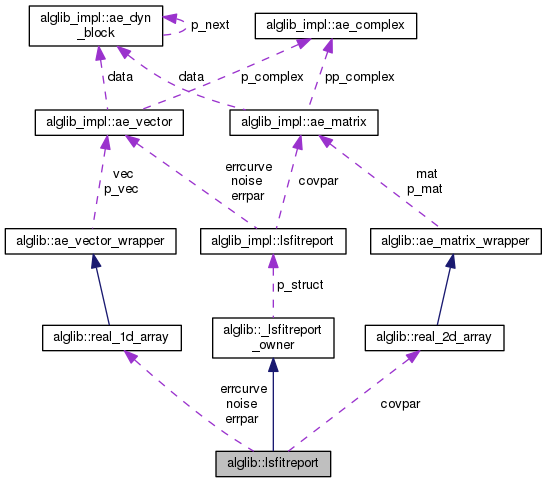 alglib_impl::ae_dyn
_block
p_next
alglib_impl::ae_complex
data
data
p_complex
pp_complex
alglib_impl::ae_vector
alglib_impl::ae_matrix
vec
p_vec
errcurve
noise
errpar
covpar
mat
p_mat
alglib::ae_vector_wrapper
alglib_impl::lsfitreport
alglib::ae_matrix_wrapper
p_struct
alglib::real_1d_array
alglib::_lsfitreport
_owner
alglib::real_2d_array
errcurve
noise
errpar
covpar
alglib::lsfitreport